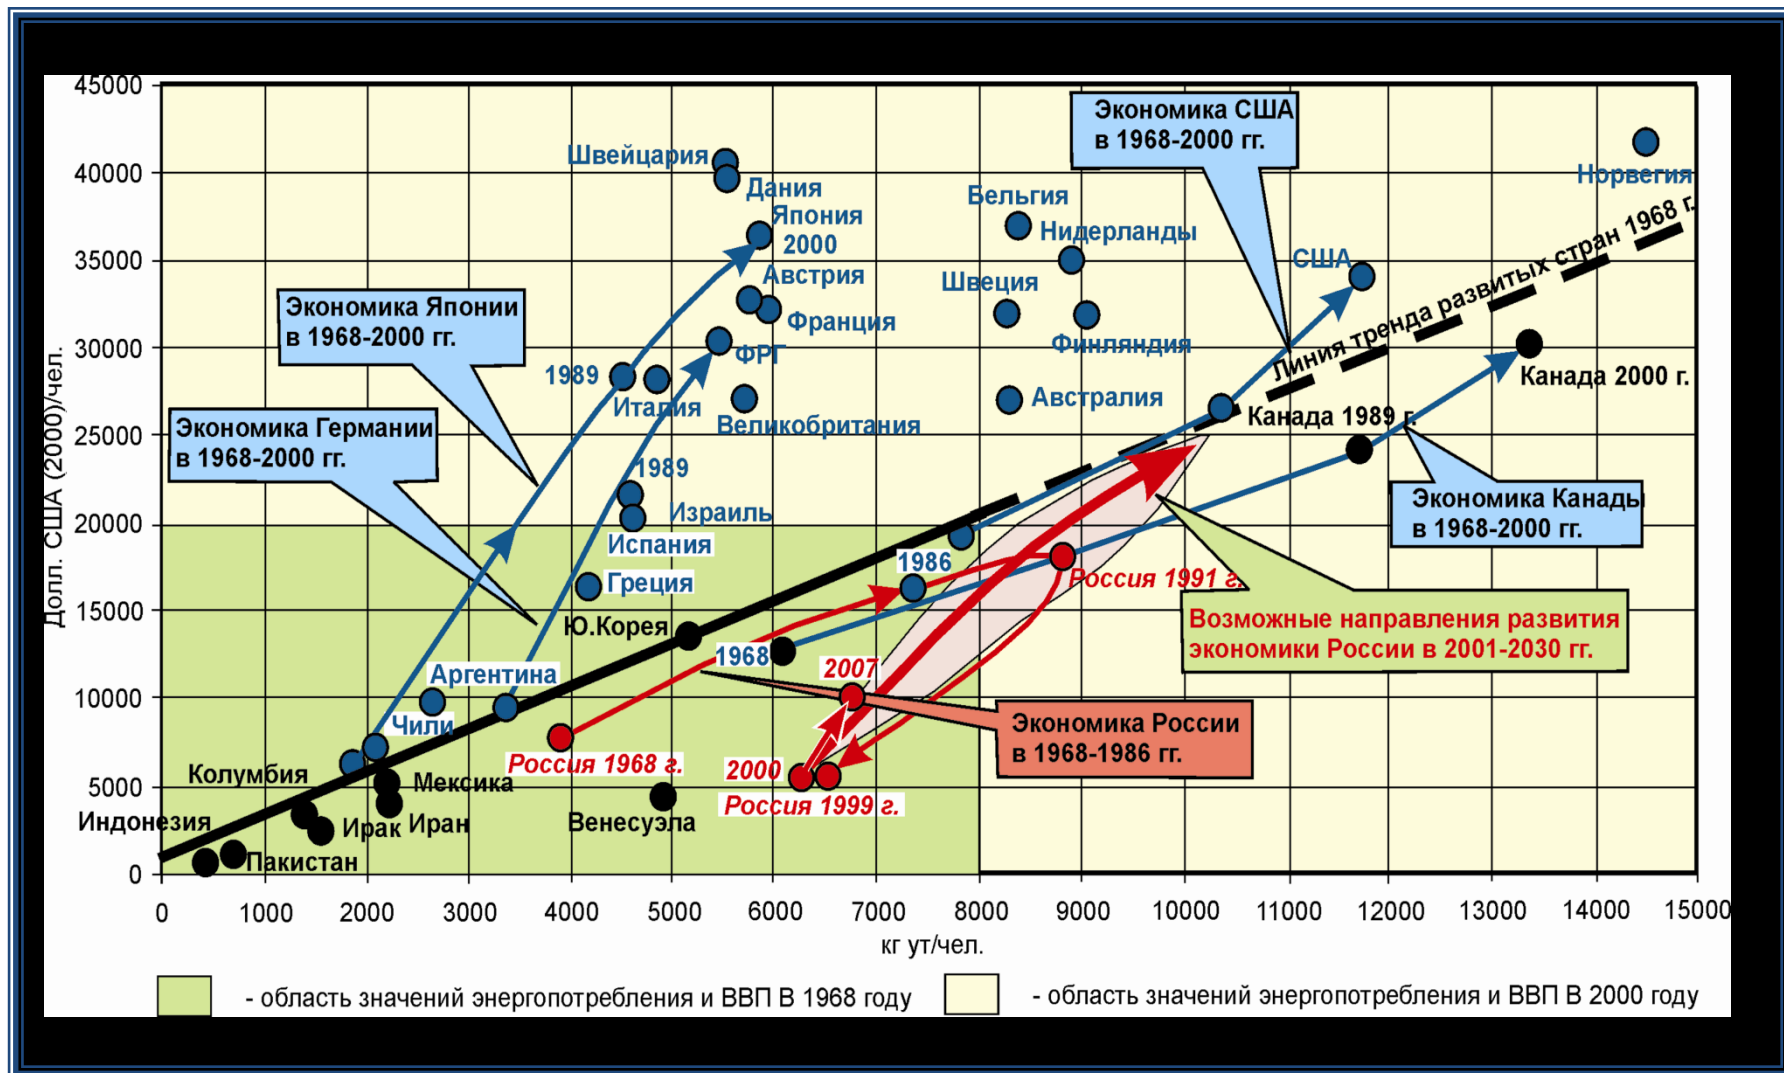 45000
40000
35000
30000
25000
20000
15000
10000
5000
0
Долл. США (2000)/чел.
Экономика США
в 1968-2000 гг.
Швейцария
Дания
Япония
2000
Бельгия
Нидерланды
Норвегия
Линия тренда развитых стран 1968 г.
США
Австрия
Швеция
Экономика Японии
в 1968-2000 гг.
Франция
Финляндия
ФРГ
1989
Италия
Австралия
Канада 2000 г.
Великобритания
Канада 1989 г.
Экономика Германии
в 1968-2000 гг.
1989
Израиль
Испания
Экономика Канады
в 1968-2000 гг.
1986
Греция
Россия 1991 г.
Ю.Корея
1968
Возможные направления развития
экономики России в 2001-2030 гг.
Аргентина
2007
Чили
Экономика России
в 1968-1986 гг.
Россия 1968 г.
2000
Колумбия
Мексика
Россия 1999 г.
Индонезия
Ирак
Иран
Венесуэла
Пакистан
0
1000
2000
3000
4000
5000
6000
7000
8000
9000
10000
11000
12000
13000
14000
15000
кг ут/чел.
- область значений энергопотребления и ВВП В 1968 году
- область значений энергопотребления и ВВП В 2000 году